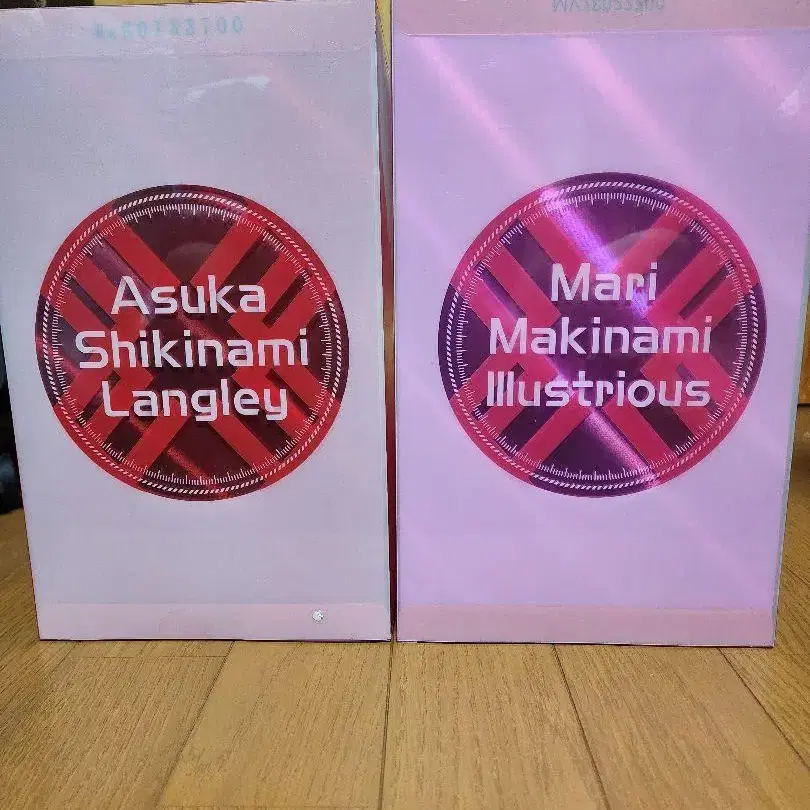 Asuka
Shikinami
Langley
Mari
Makinami
Illustrious